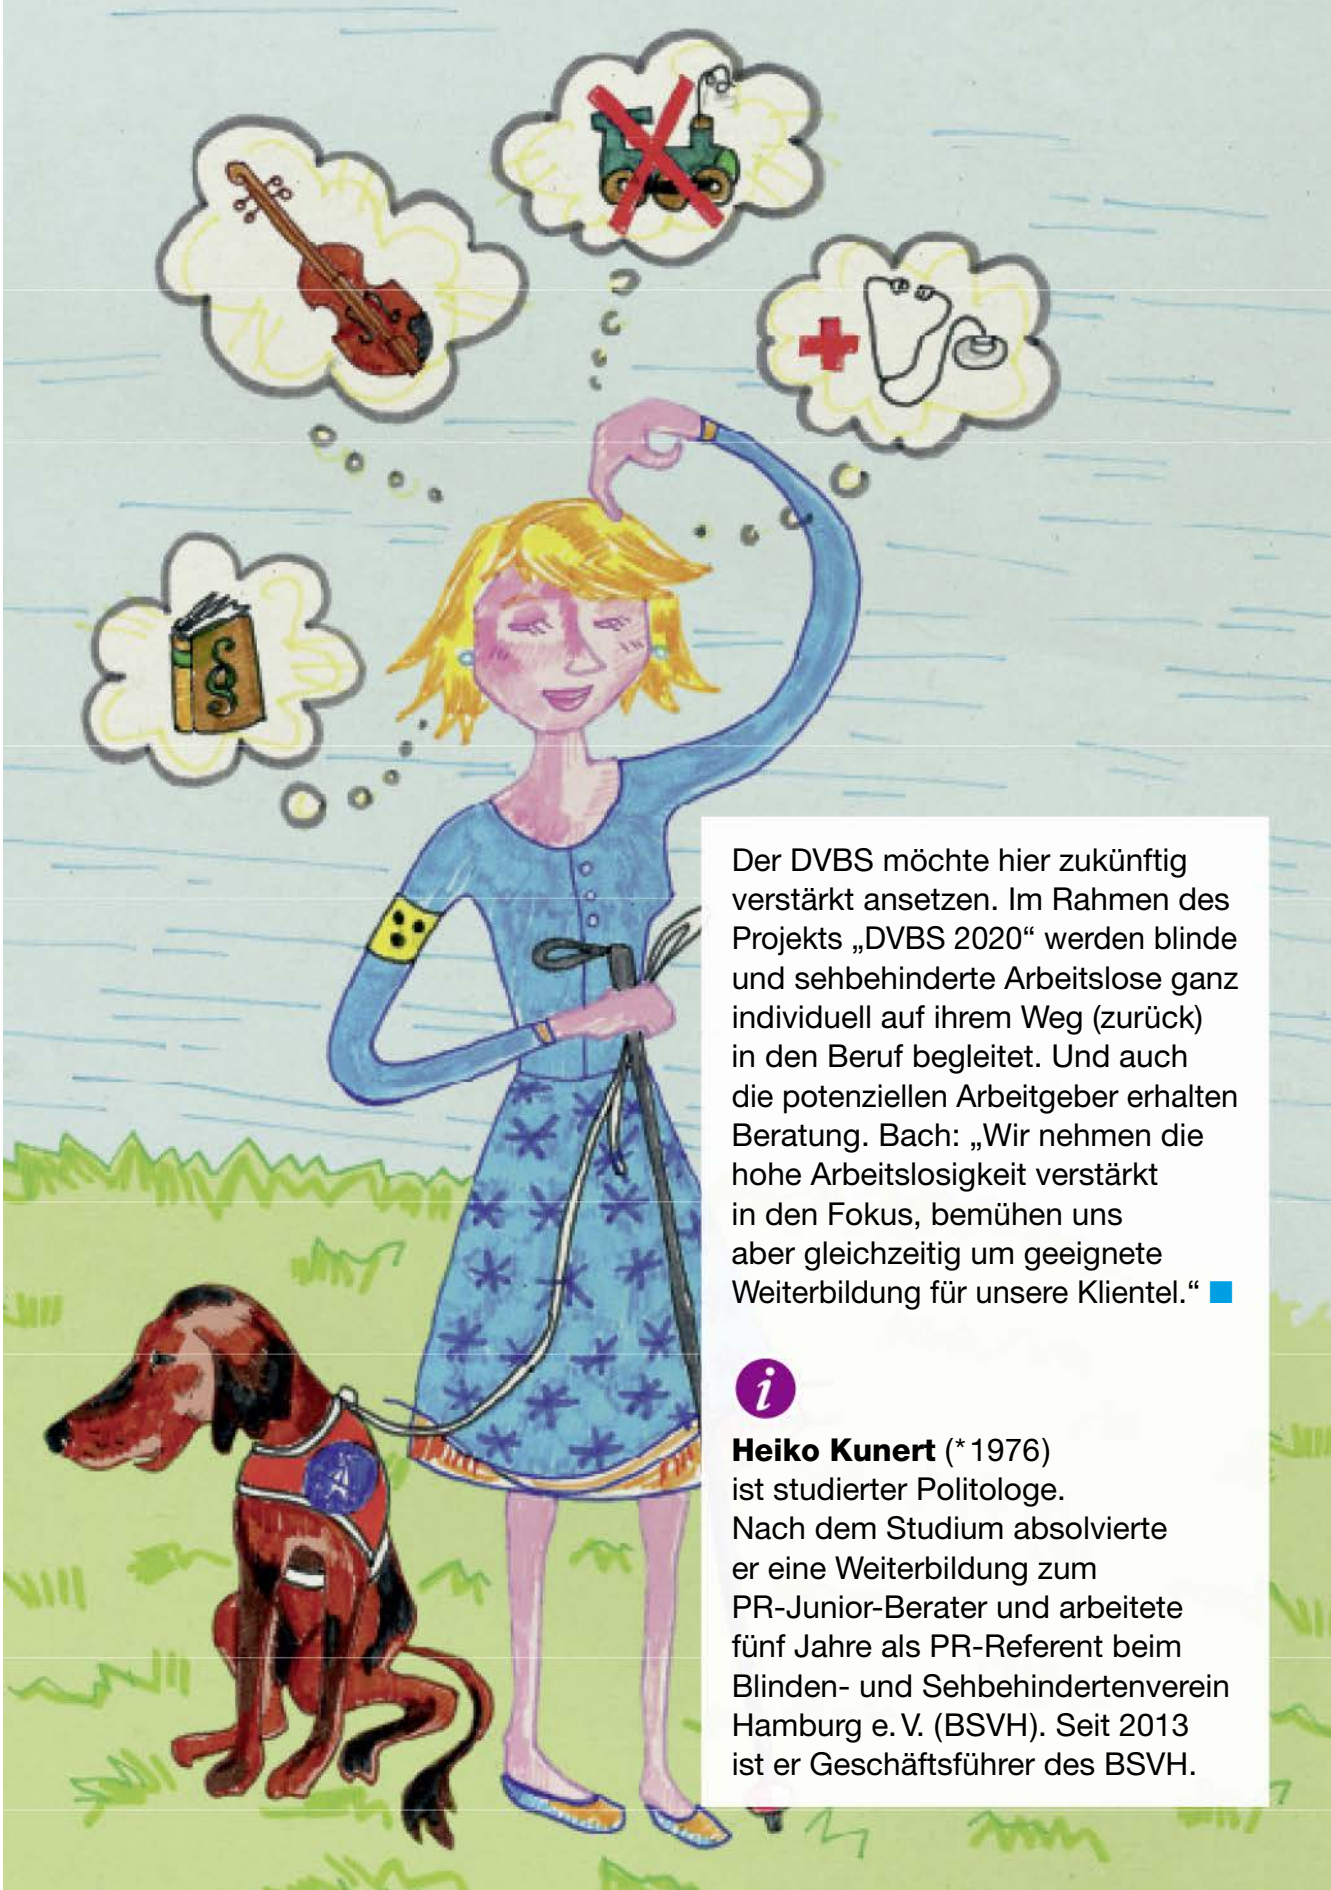 §
Der DVBS möchte hier zukünftig
verstärkt ansetzen. Im Rahmen des
Projekts „DVBS 2020“ werden blinde
und sehbehinderte Arbeitslose ganz
individuell auf ihrem Weg (zurück)
in den Beruf begleitet. Und auch
die potenziellen Arbeitgeber erhalten
Beratung. Bach: „Wir nehmen die
hohe Arbeitslosigkeit verstärkt
in den Fokus, bemühen uns
aber gleichzeitig um geeignete
Weiterbildung für unsere Klientel.“
i
Heiko Kunert (*1976)
ist studierter Politologe.
Nach dem Studium absolvierte
er eine Weiterbildung zum
PR-Junior-Berater und arbeitete
fünf Jahre als PR-Referent beim
Blinden- und Sehbehindertenverein
Hamburg e. V. (BSVH). Seit 2013
ist er Geschäftsführer des BSVH.